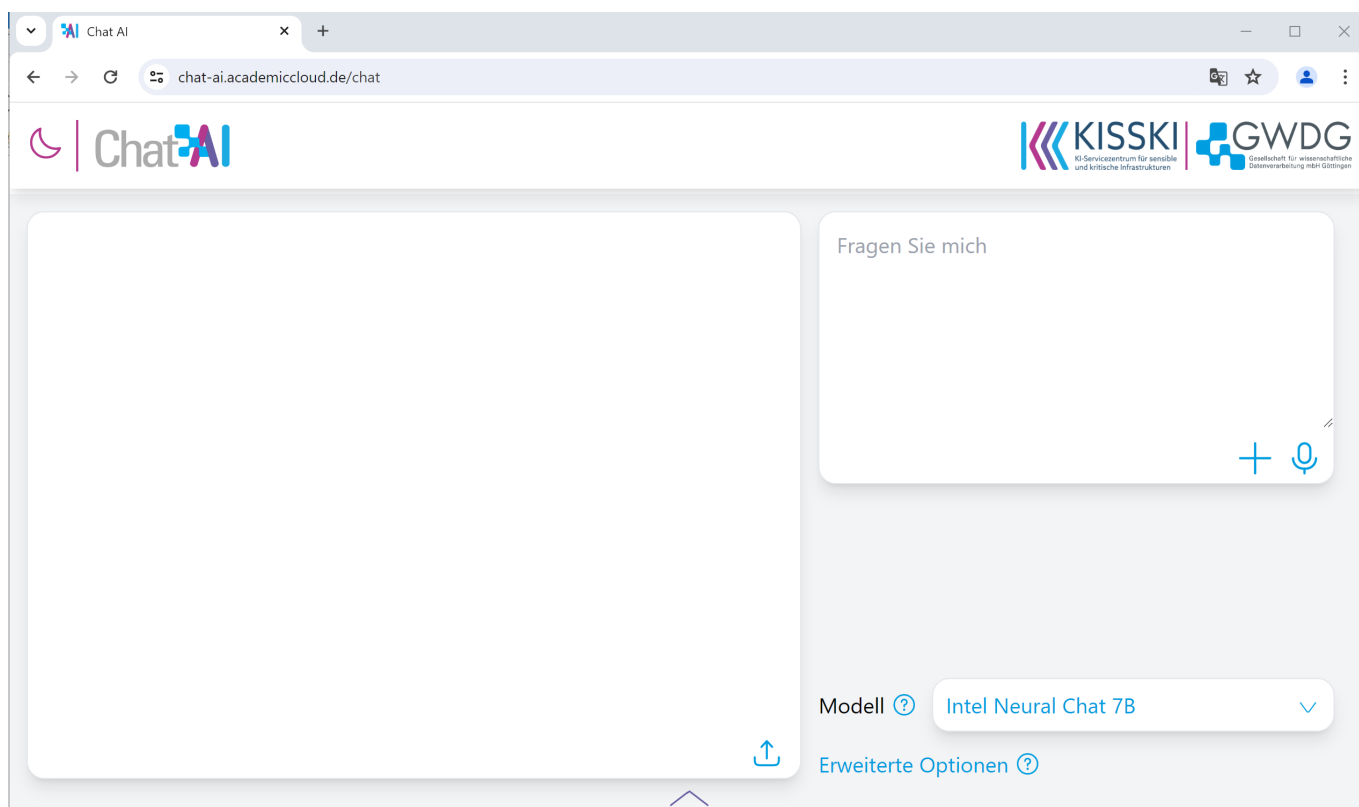 Chat AI
chat-ai.academiccloud.de/chat
Chat AI
KISSKI
KI-Servicezentrum für sensible
und kritische Infrastrukturen
GWDG
Gesellschaft für wissenschaftliche
Datenverarbeitung mbH Göttingen
Fragen Sie mich
Modell ?
Intel Neural Chat 7B
Erweiterte Optionen ?